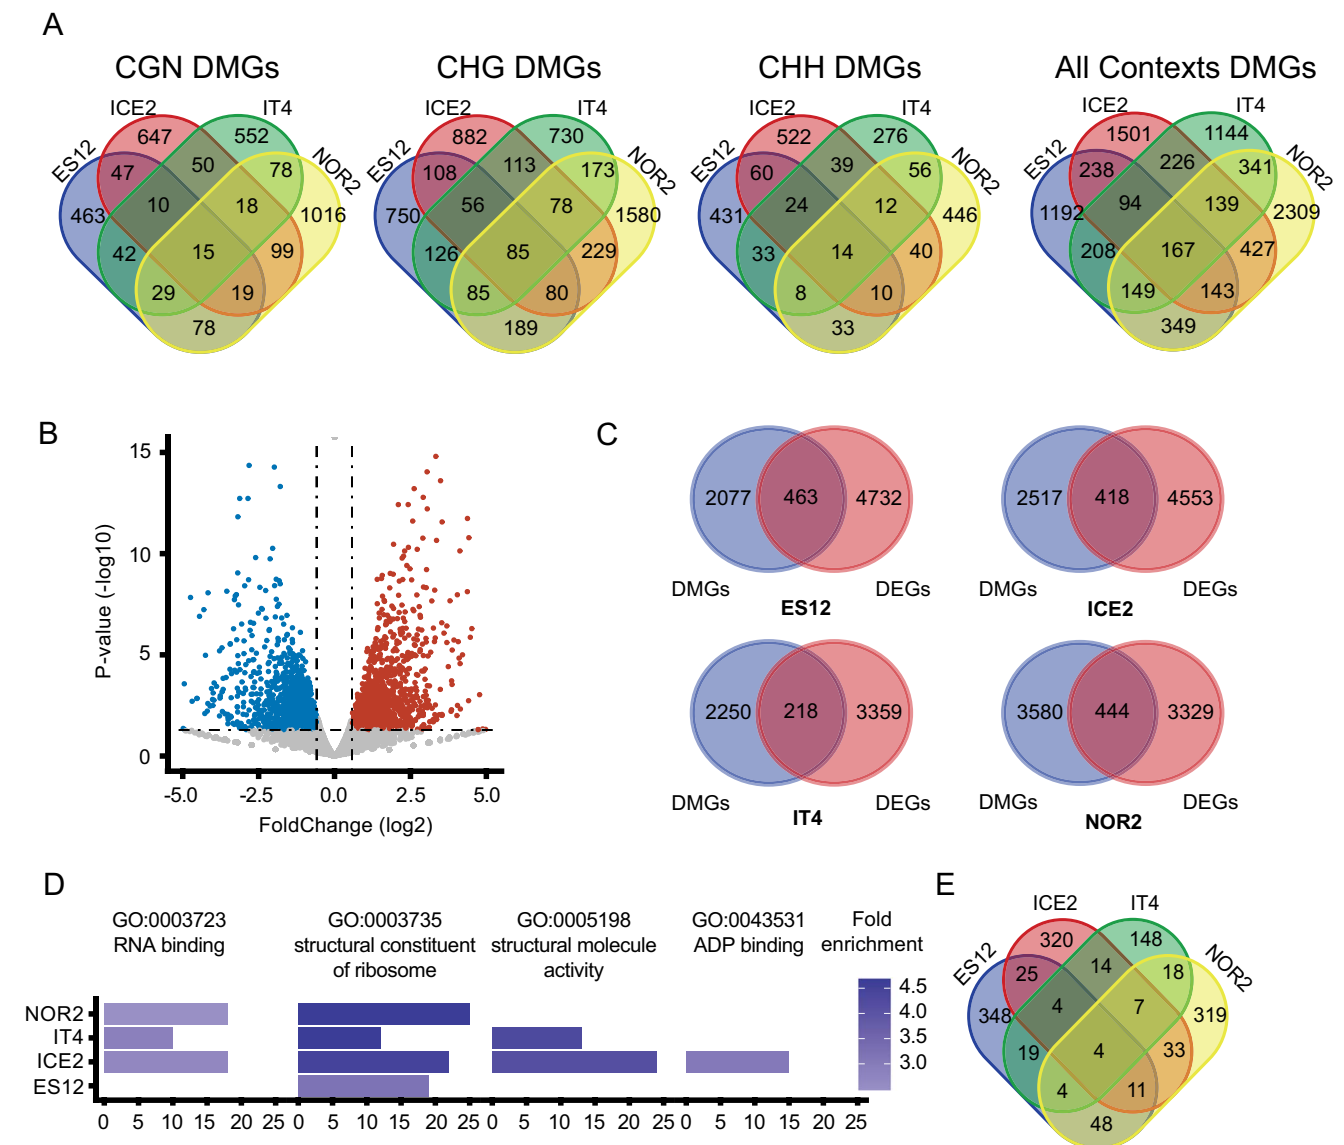 A
CGN DMGs
CHG DMGs
CHH DMGs
All Contexts DMGs
ICE2 IT4
ES12 NOR2
647 552
47 50 78
463 10 18 1016
42 15 99
29 19
78
ICE2 IT4
ES12 NOR2
882 730
108 113 173
750 56 78 1580
126 85 229
85 80
189
ICE2 IT4
ES12 NOR2
522 276
60 39 56
431 24 12 446
33 14 40
8 10
33
ICE2 IT4
ES12 NOR2
1501 1144
238 226 341
1192 94 139 2309
208 167 427
149 143
349
B
P-value (-log10)
15
10
5
0
-5.0 -2.5 0.0 2.5 5.0
FoldChange (log2)
C
2077 463 4732
DMGs DEGs
ES12
2517 418 4553
DMGs DEGs
ICE2
2250 218 3359
DMGs DEGs
IT4
3580 444 3329
DMGs DEGs
NOR2
D
GO:0003723
RNA binding
GO:0003735
structural constituent
of ribosome
GO:0005198
structural molecule
activity
GO:0043531
ADP binding
Fold
enrichment
4.5
4.0
3.5
3.0
NOR2
IT4
ICE2
ES12
0 5 10 15 20 25 0 5 10 15 20 25 0 5 10 15 20 25 0 5 10 15 20 25
E
ICE2 IT4
ES12 NOR2
320 148
25 14 18
348 4 7 319
19 4 33
4 11
48